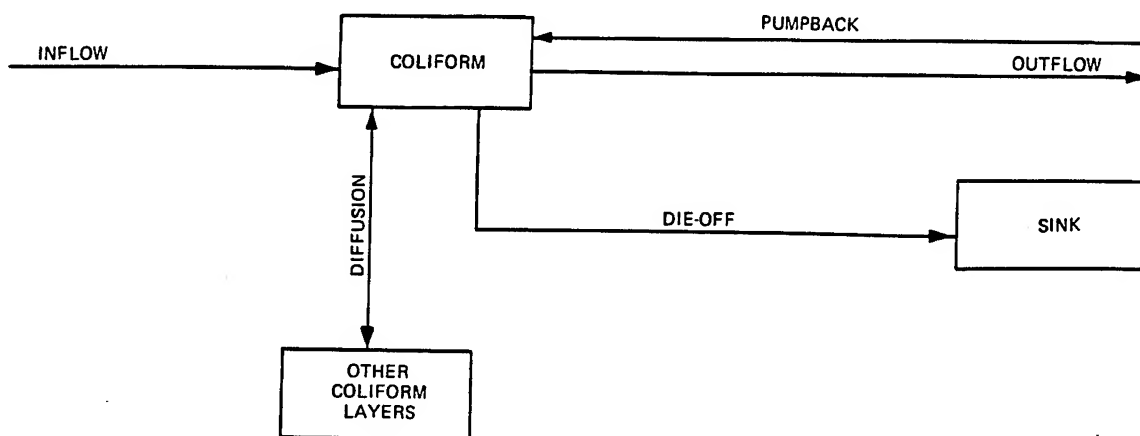 PUMPBACK
INFLOW
COLIFORM
OUTFLOW
DIFFUSION
DIE-OFF
SINK
OTHER
COLIFORM
LAYERS